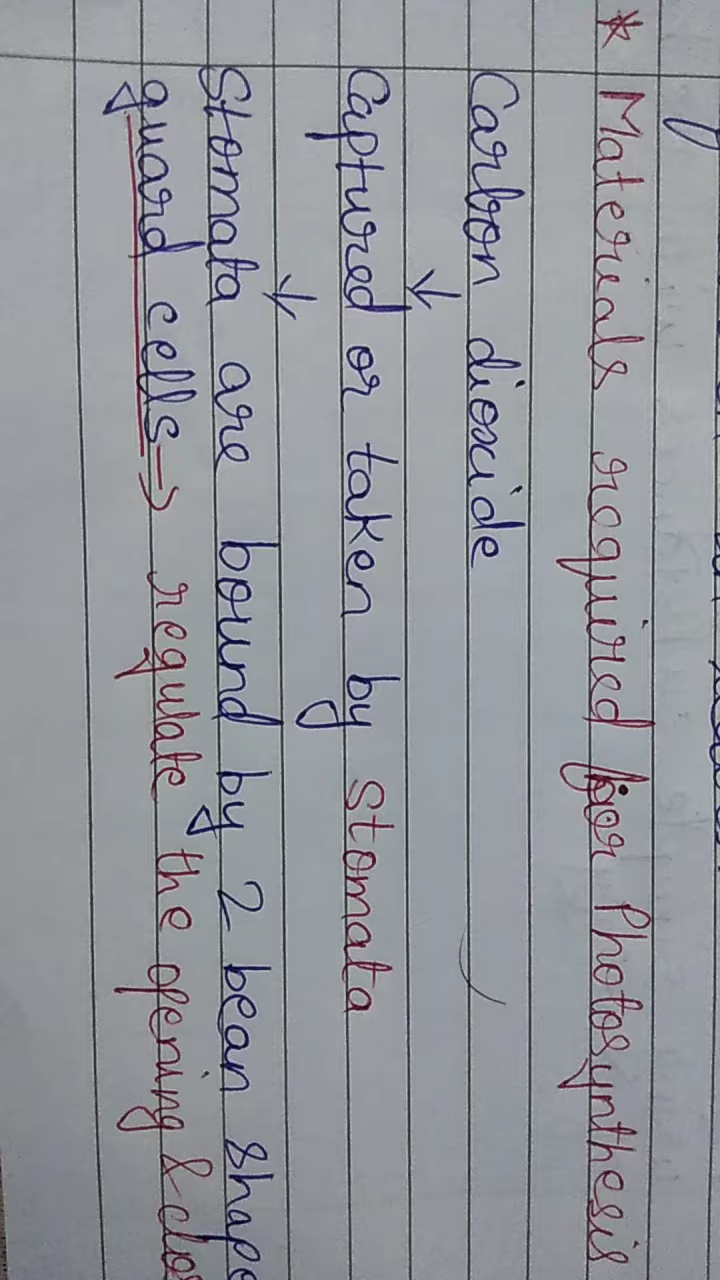 * Materials required for Photosynthesis
Carbon dioxide
↓
Captured or taken by stomata
↓
Stomata are bound by 2 bean shape
guard cells => regulate the opening & clos